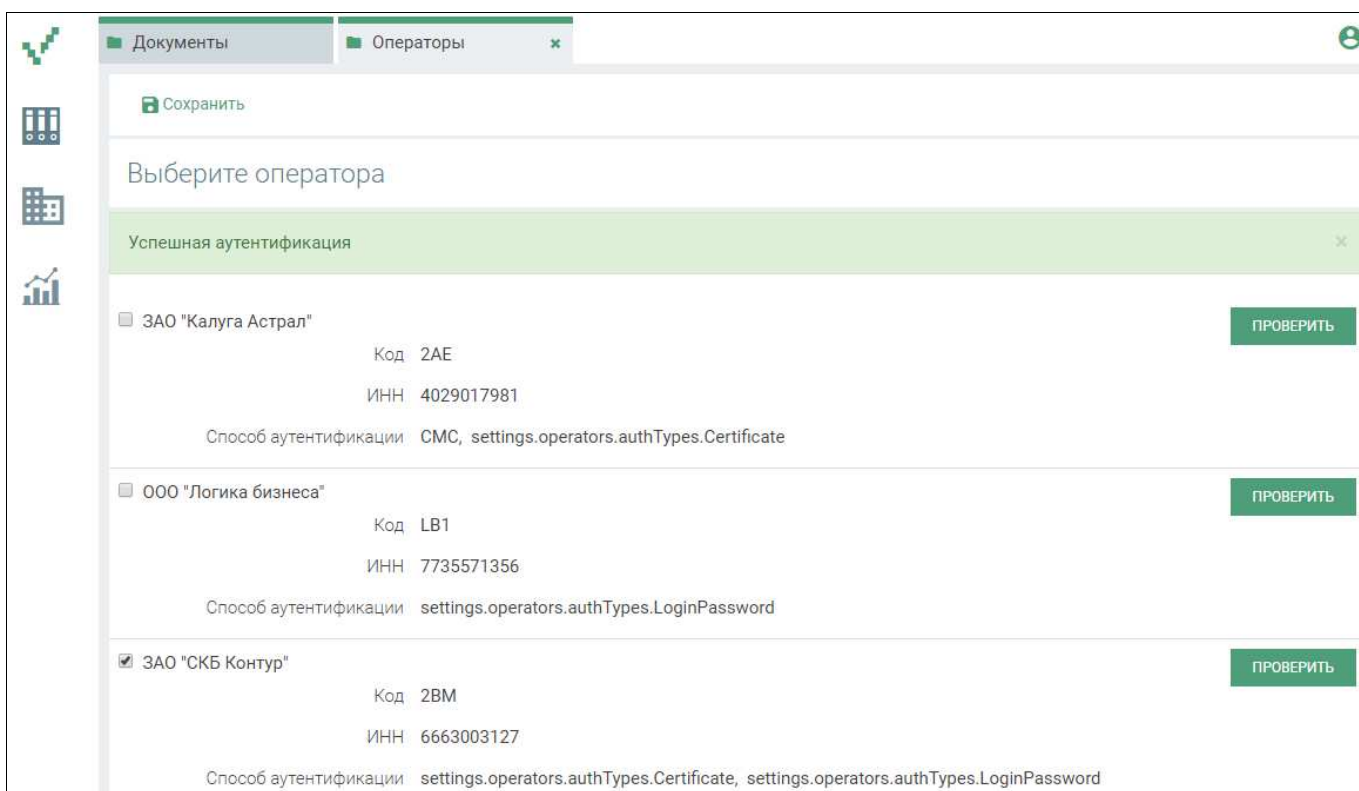 Документы
Операторы
Сохранить
Выберите оператора
Успешная аутентификация
ЗАО "Калуга Астрал"
ПРОВЕРИТЬ
Код 2AE
ИНН 4029017981
Способ аутентификации СМС, settings.operators.authTypes.Certificate
ООО "Логика бизнеса"
ПРОВЕРИТЬ
Код LB1
ИНН 7735571356
Способ аутентификации settings.operators.authTypes.LoginPassword
ЗАО "СКБ Контур"
ПРОВЕРИТЬ
Код 2BM
ИНН 6663003127
Способ аутентификации settings.operators.authTypes.Certificate, settings.operators.authTypes.LoginPassword